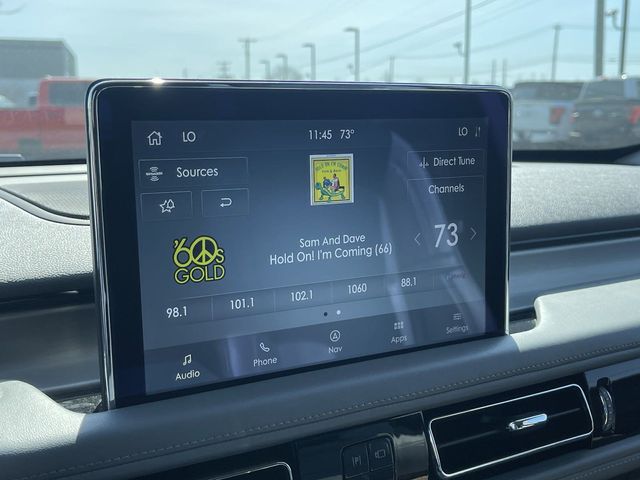 LO 11:45 73° LO
Sources
Direct Tune
Channels
'60s
GOLD
Sam And Dave
Hold On! I'm Coming (66)
73
98.1 101.1 102.1 1060 88.1
Audio Phone Nav Apps Settings